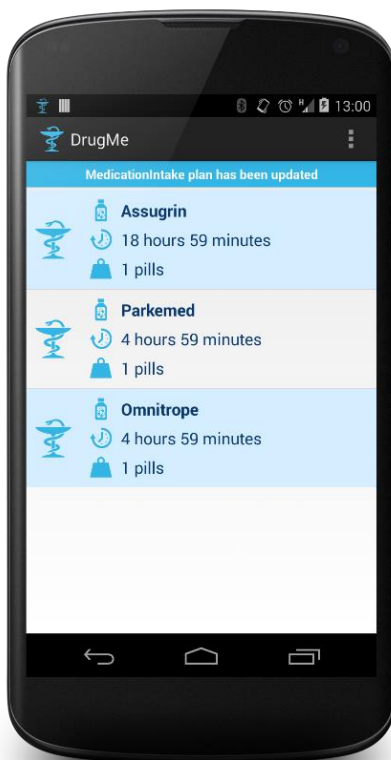 13:00
DrugMe
MedicationIntake plan has been updated
Assugrin
18 hours 59 minutes
1 pills
Parkemed
4 hours 59 minutes
1 pills
Omnitrope
4 hours 59 minutes
1 pills